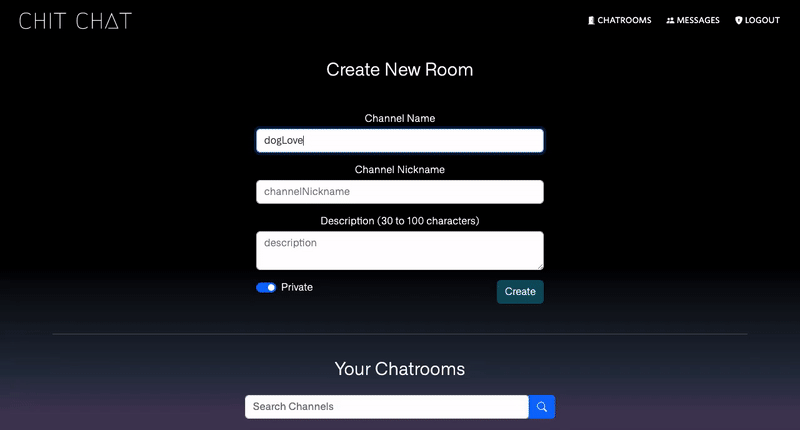 CHIT CHAT
CHATROOMS MESSAGES LOGOUT
Create New Room
Channel Name
dogLove
Channel Nickname
channelNickname
Description (30 to 100 characters)
description
Private
Create
Your Chatrooms
Search Channels